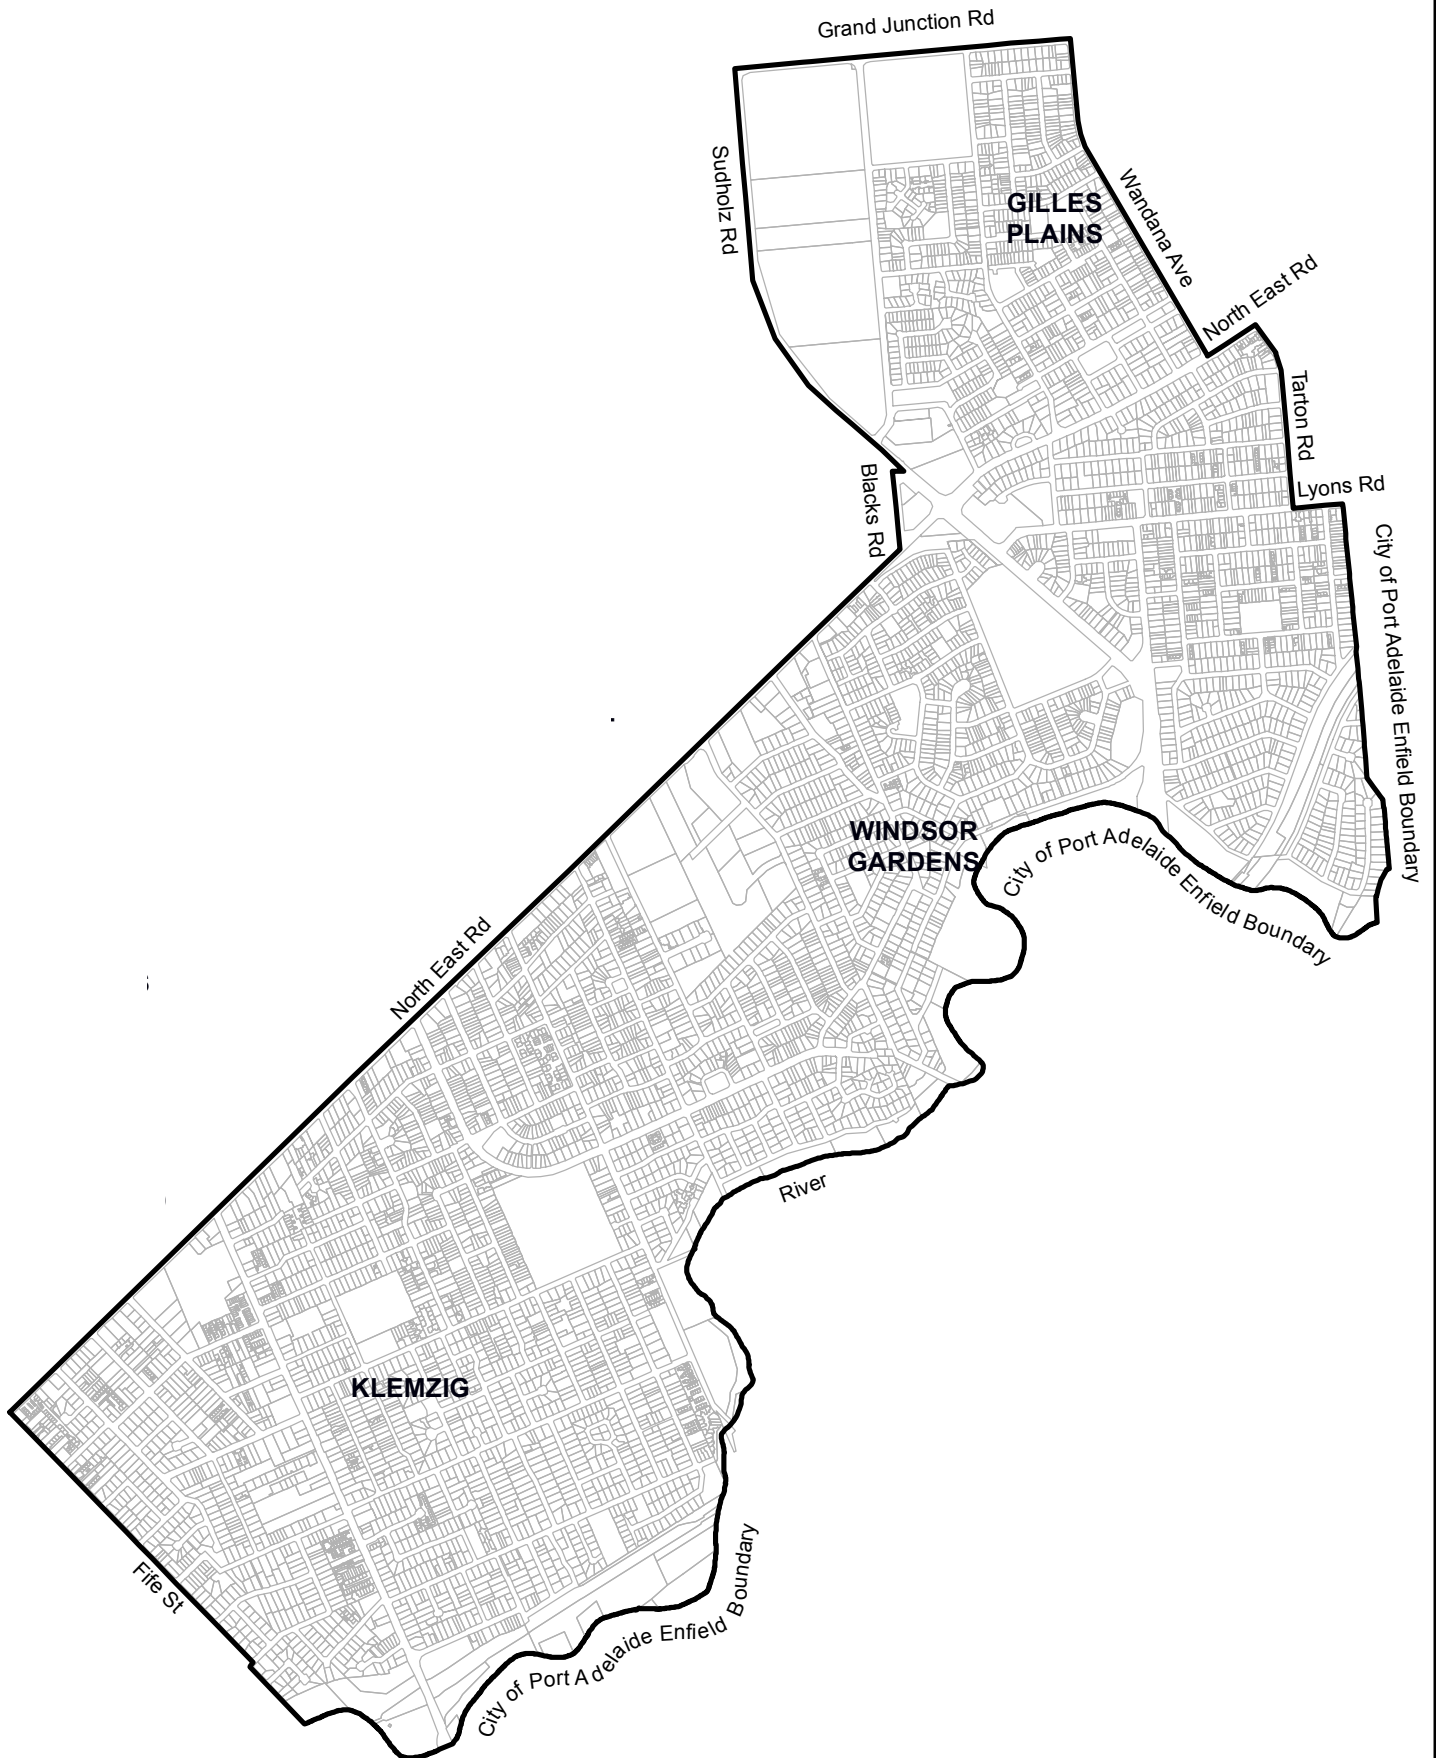 Grand Junction Rd
Sudholz Rd
GILLES
PLAINS
Wandana Ave
North East Rd
Tarton Rd
Blacks Rd
Lyons Rd
City of Port Adelaide Enfield Boundary
WINDSOR
GARDENS
City of Port Adelaide Enfield Boundary
North East Rd
River
KLEMZIG
Fife St
City of Port Adelaide Enfield Boundary